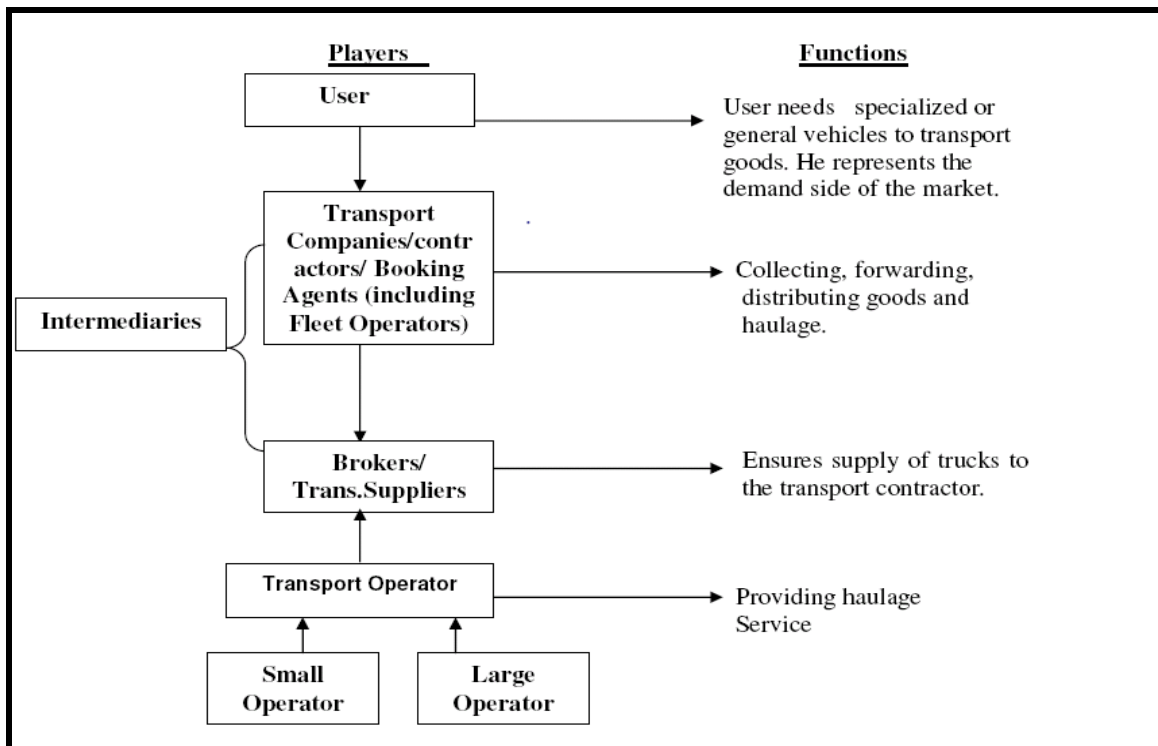 Players
Functions
User
User needs specialized or
general vehicles to transport
goods. He represents the
demand side of the market.
Transport
Companies/contr
actors/ Booking
Agents (including
Fleet Operators)
Collecting, forwarding,
distributing goods and
haulage.
Intermediaries
Brokers/
Trans.Suppliers
Ensures supply of trucks to
the transport contractor.
Transport Operator
Providing haulage
Service
Small
Operator
Large
Operator